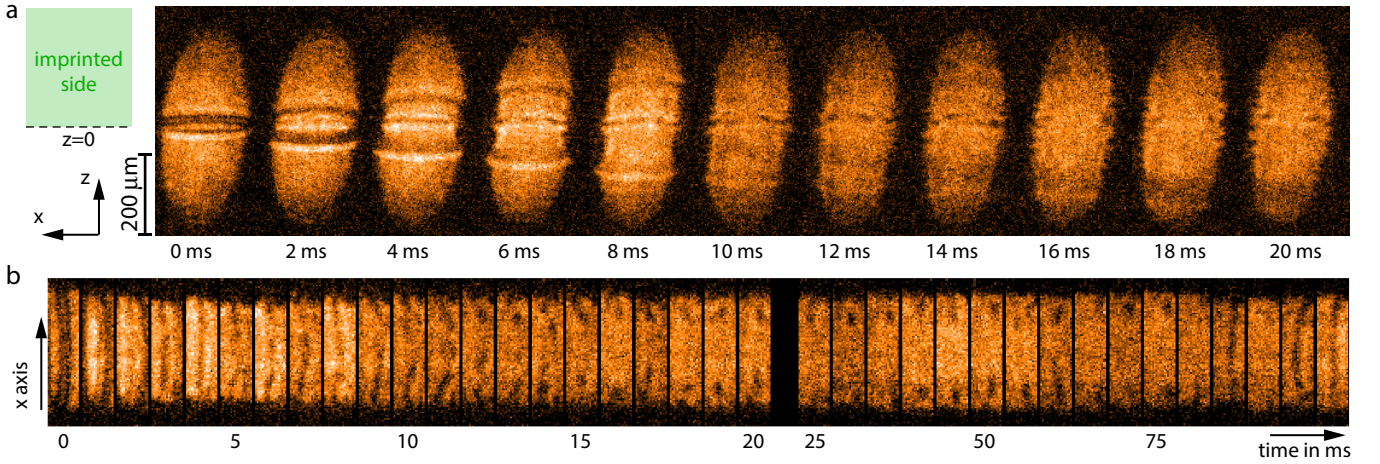 a
imprinted
side
z=0
z
x
200 μm
0 ms 2 ms 4 ms 6 ms 8 ms 10 ms 12 ms 14 ms 16 ms 18 ms 20 ms
b
x axis
0 5 10 15 20 25 50 75
time in ms